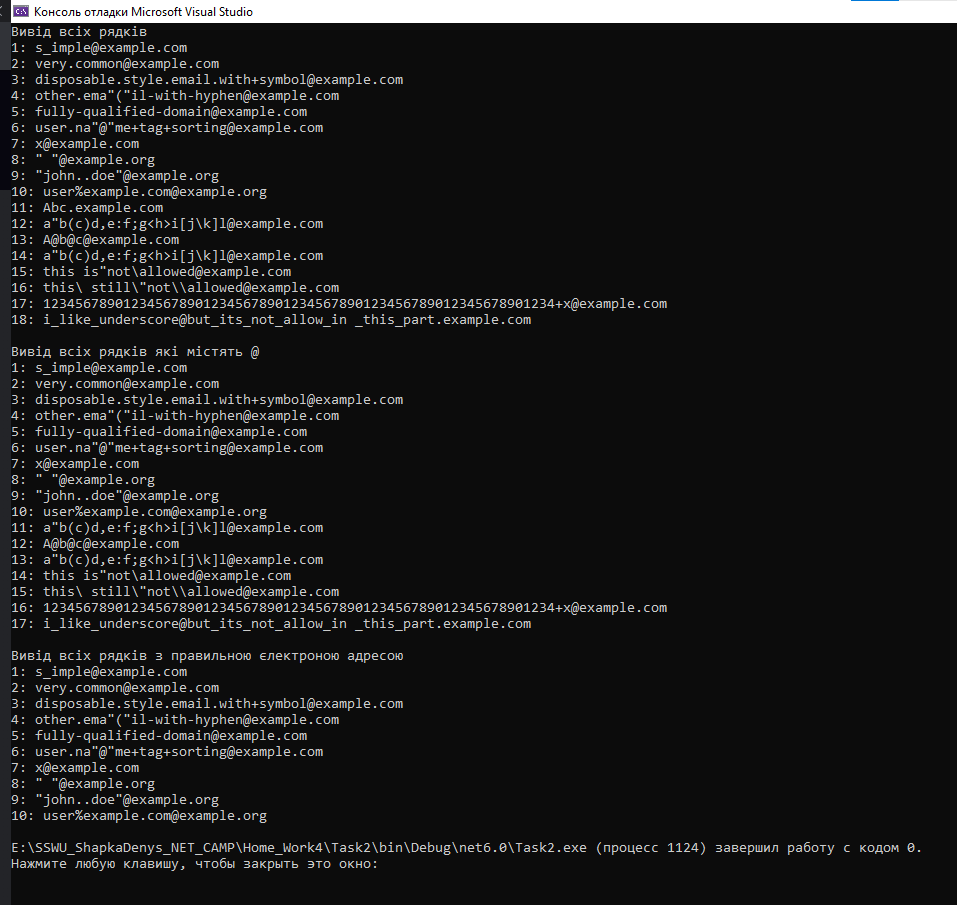 Консоль отладки Microsoft Visual Studio
Вивід всіх рядків
1: s_imple@example.com
2: very.common@example.com
3: disposable.style.email.with+symbol@example.com
4: other.ema"("il-with-hyphen@example.com
5: fully-qualified-domain@example.com
6: user.na"@"me+tag+sorting@example.com
7: x@example.com
8: " "@example.org
9: "john..doe"@example.org
10: user%example.com@example.org
11: Abc.example.com
12: a"b(c)d,e:f;g<h>i[j\k]l@example.com
13: A@b@c@example.com
14: a"b(c)d,e:f;g<h>i[j\k]l@example.com
15: this is"not\allowed@example.com
16: this\ still\"not\\allowed@example.com
17: 1234567890123456789012345678901234567890123456789012345678901234+x@example.com
18: i_like_underscore@but_its_not_allow_in _this_part.example.com
Вивід всіх рядків які містять @
1: s_imple@example.com
2: very.common@example.com
3: disposable.style.email.with+symbol@example.com
4: other.ema"("il-with-hyphen@example.com
5: fully-qualified-domain@example.com
6: user.na"@"me+tag+sorting@example.com
7: x@example.com
8: " "@example.org
9: "john..doe"@example.org
10: user%example.com@example.org
11: a"b(c)d,e:f;g<h>i[j\k]l@example.com
12: A@b@c@example.com
13: a"b(c)d,e:f;g<h>i[j\k]l@example.com
14: this is"not\allowed@example.com
15: this\ still\"not\\allowed@example.com
16: 1234567890123456789012345678901234567890123456789012345678901234+x@example.com
17: i_like_underscore@but_its_not_allow_in _this_part.example.com
Вивід всіх рядків з правильною єлектроною адресою
1: s_imple@example.com
2: very.common@example.com
3: disposable.style.email.with+symbol@example.com
4: other.ema"("il-with-hyphen@example.com
5: fully-qualified-domain@example.com
6: user.na"@"me+tag+sorting@example.com
7: x@example.com
8: " "@example.org
9: "john..doe"@example.org
10: user%example.com@example.org
E:\SSWU_ShapkaDenys_NET_CAMP\Home_Work4\Task2\bin\Debug\net6.0\Task2.exe (процесс 1124) завершил работу с кодом 0.
Нажмите любую клавишу, чтобы закрыть это окно: